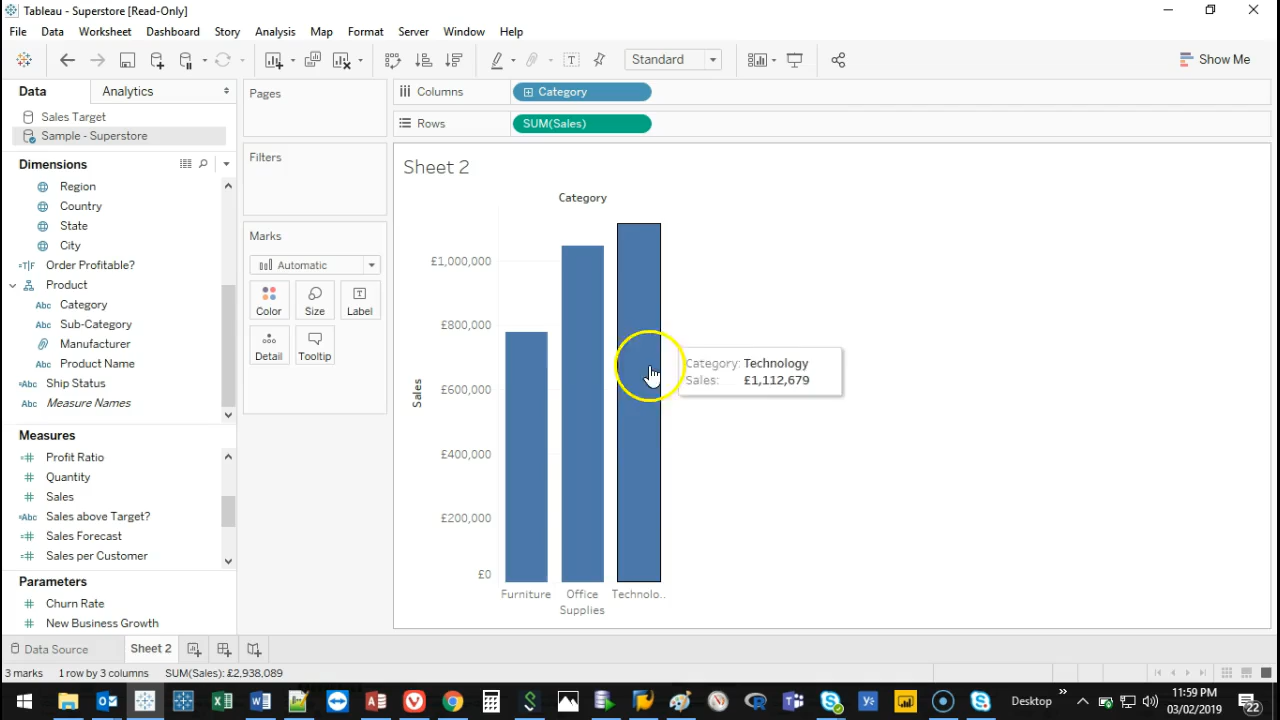 Tableau - Superstore [Read-Only]
File Data Worksheet Dashboard Story Analysis Map Format Server Window Help
Standard
Show Me
Data Analytics
Sales Target
Sample - Superstore
Dimensions
Region
Country
State
City
=T|F Order Profitable?
Product
Abc Category
Abc Sub-Category
Manufacturer
Abc Product Name
=Abc Ship Status
Abc Measure Names
Measures
=# Profit Ratio
# Quantity
# Sales
=Abc Sales above Target?
=# Sales Forecast
=# Sales per Customer
Parameters
# Churn Rate
# New Business Growth
Pages
Filters
Marks
Automatic
Color Size Label
Detail Tooltip
Columns Category
Rows SUM(Sales)
Sheet 2
Category
£1,000,000
£800,000
£600,000
£400,000
£200,000
£0
Sales
Furniture Office Supplies Technolo..
Category: Technology
Sales: £1,112,679
Data Source Sheet 2
3 marks 1 row by 3 columns SUM(Sales): £2,938,089
Desktop
11:59 PM
03/02/2019
22